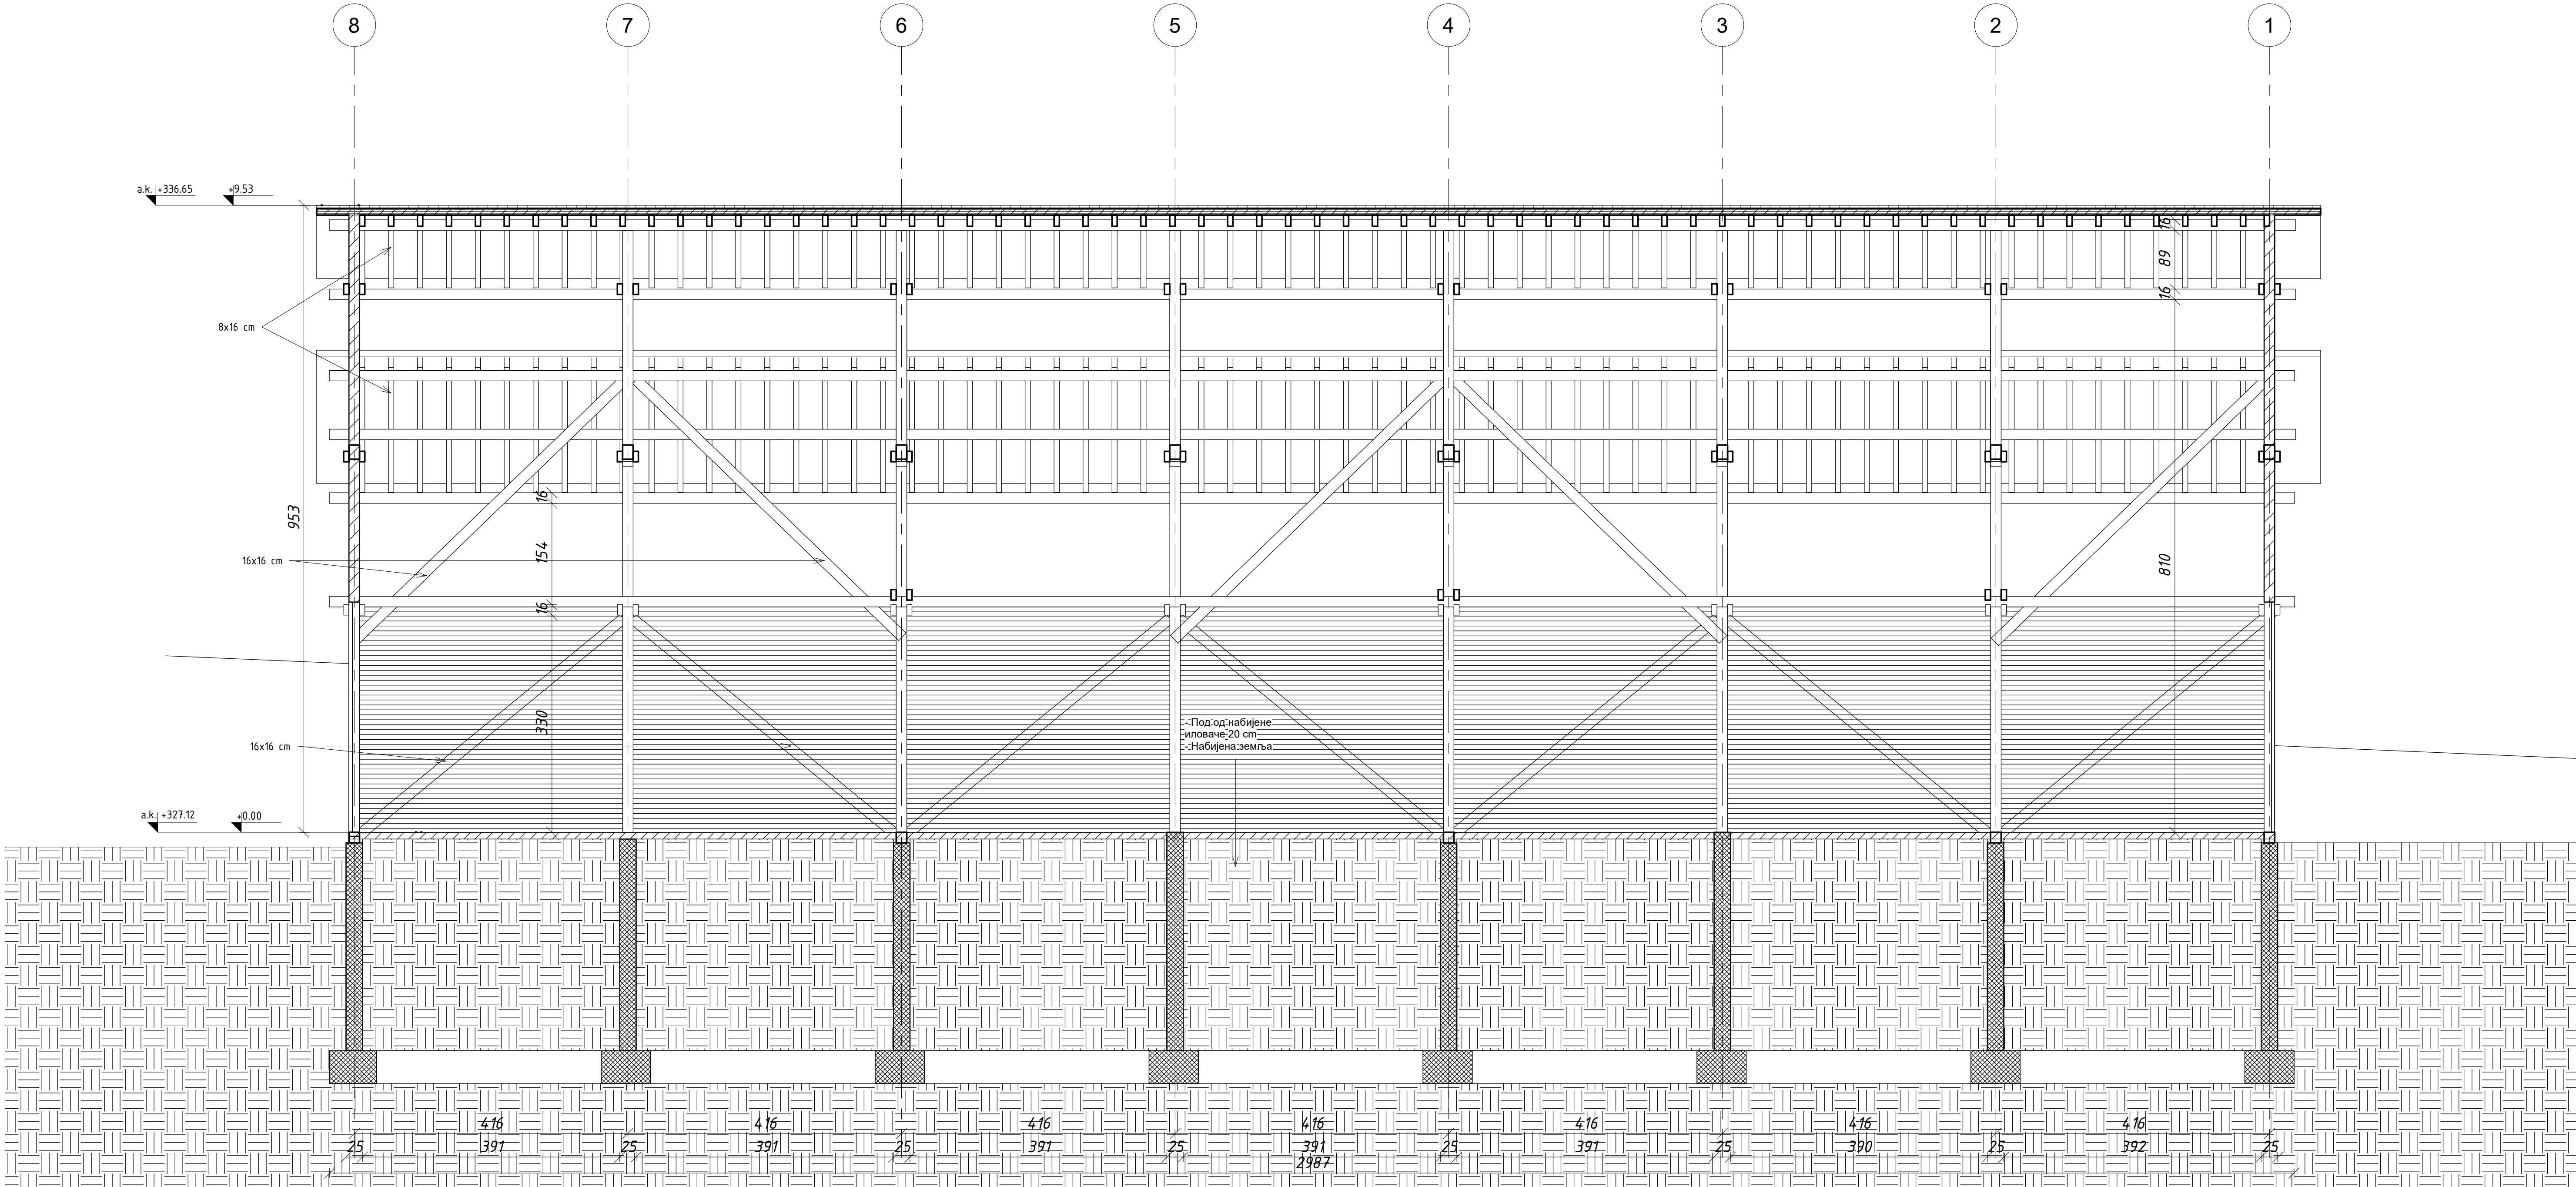 8 7 6 5 4 3 2 1
a.k. +336.65 +9.53
16
89
16
8x16 cm
953
16
154
16x16 cm
810
16
330
- Под од набијене
иловаче 20 cm
- Набијена земља
16x16 cm
a.k. +327.12 +0.00
416 416 416 416 416 416 416
25 391 25 391 25 391 25 391 25 391 25 390 25 392 25
2987